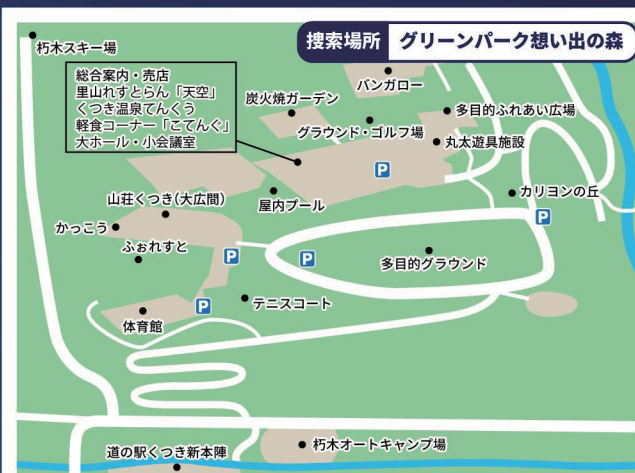 捜索場所 グリーンパーク想い出の森
朽木スキー場
総合案内・売店
里山れすとらん「天空」
くつき温泉てんくう
軽食コーナー「こてんぐ」
大ホール・小会議室
バンガロー
炭火焼ガーデン
多目的ふれあい広場
グラウンド・ゴルフ場
丸太遊具施設
P
カリヨンの丘
山荘くつき(大広間)
屋内プール
P
かっこう
ふぉれすと
P
P
多目的グラウンド
テニスコート
P
体育館
朽木オートキャンプ場
道の駅くつき新本陣